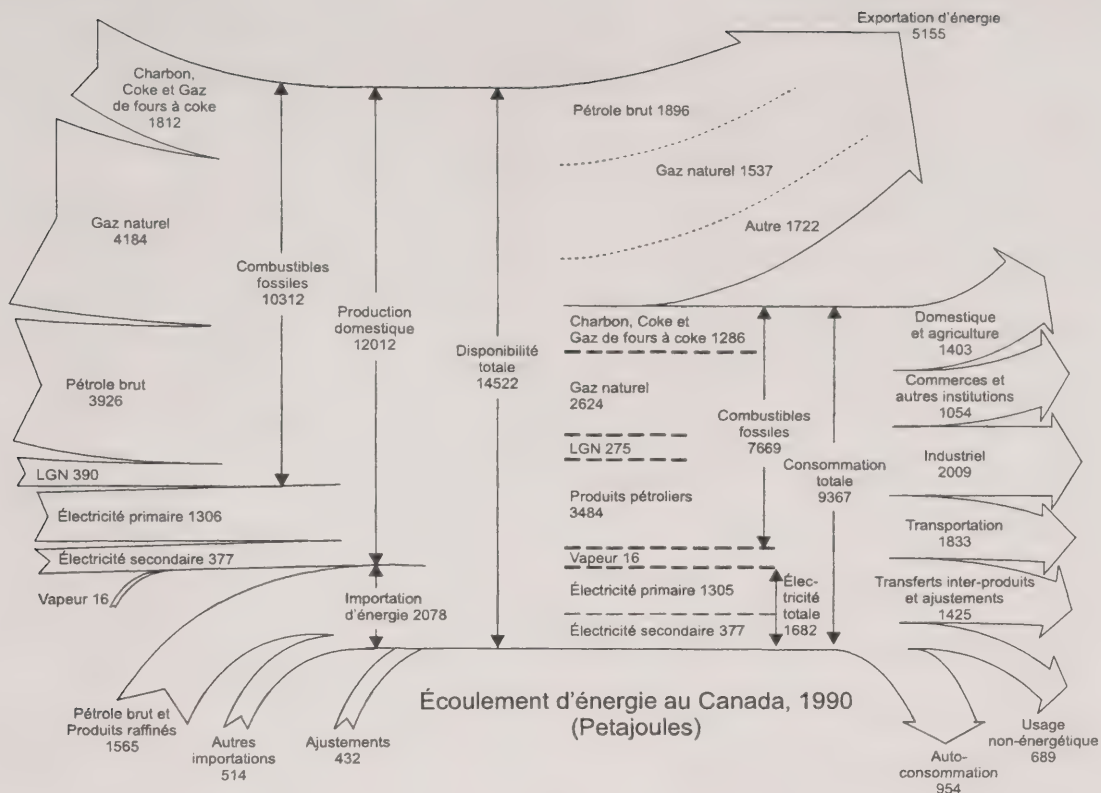 Exportation d'énergie
5155
Charbon,
Coke et Gaz
de fours à coke
1812
Gaz naturel
4184
Pétrole brut
3926
LGN 390
Électricité primaire 1306
Électricité secondaire 377
Vapeur 16
Combustibles
fossiles
10312
Production
domestique
12012
Importation
d'énergie 2078
Disponibilité
totale
14522
Pétrole brut 1896
Gaz naturel 1537
Autre 1722
Charbon, Coke et
Gaz de fours à coke 1286
Gaz naturel
2624
LGN 275
Produits pétroliers
3484
Vapeur 16
Électricité primaire 1305
Électricité secondaire 377
Combustibles
fossiles
7669
Élec-
tricité
totale
1682
Consommation
totale
9367
Domestique
et agriculture
1403
Commerces et
autres institutions
1054
Industriel
2009
Transportation
1833
Transferts inter-produits
et ajustements
1425
Usage
non-énergétique
689
Auto-
consommation
954
Pétrole brut et
Produits raffinés
1565
Autres
importations
514
Ajustements
432
Écoulement d'énergie au Canada, 1990
(Petajoules)